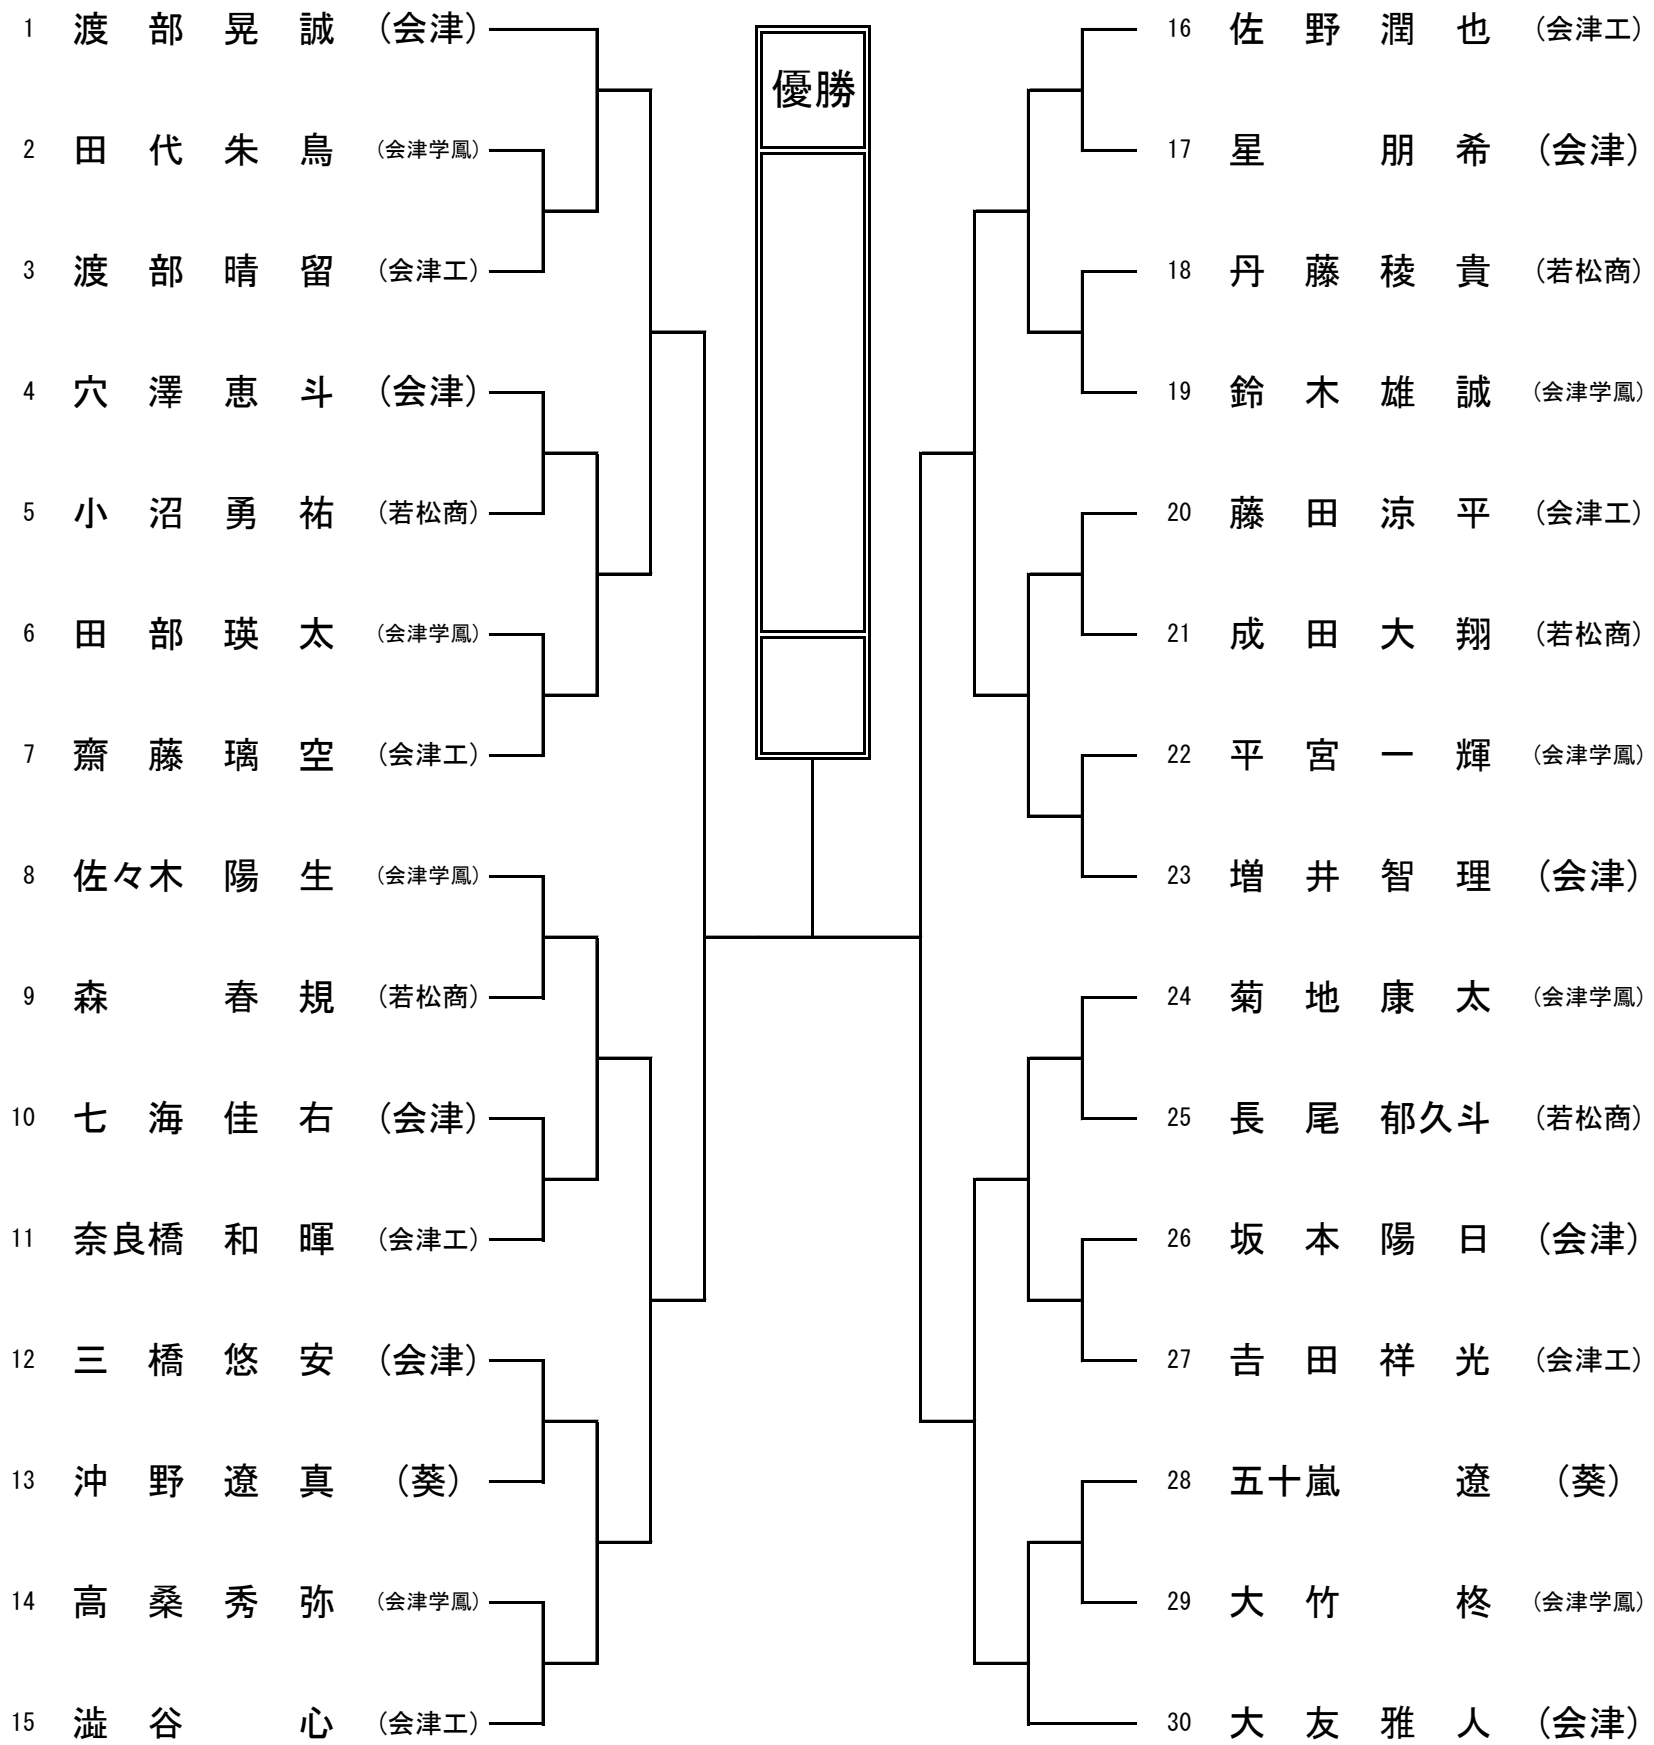 1 渡部晃誠 (会津)
2 田代朱鳥 (会津学鳳)
3 渡部晴留 (会津工)
4 穴澤恵斗 (会津)
5 小沼勇祐 (若松商)
6 田部瑛太 (会津学鳳)
7 齋藤璃空 (会津工)
8 佐々木陽生 (会津学鳳)
9 森春規 (若松商)
10 七海佳右 (会津)
11 奈良橋和暉 (会津工)
12 三橋悠安 (会津)
13 沖野遼真 (葵)
14 高桑秀弥 (会津学鳳)
15 澁谷心 (会津工)
優勝
16 佐野潤也 (会津工)
17 星朋希 (会津)
18 丹藤稜貴 (若松商)
19 鈴木雄誠 (会津学鳳)
20 藤田涼平 (会津工)
21 成田大翔 (若松商)
22 平宮一輝 (会津学鳳)
23 増井智理 (会津)
24 菊地康太 (会津学鳳)
25 長尾郁久斗 (若松商)
26 坂本陽日 (会津)
27 𠮷田祥光 (会津工)
28 五十嵐遼 (葵)
29 大竹柊 (会津学鳳)
30 大友雅人 (会津)